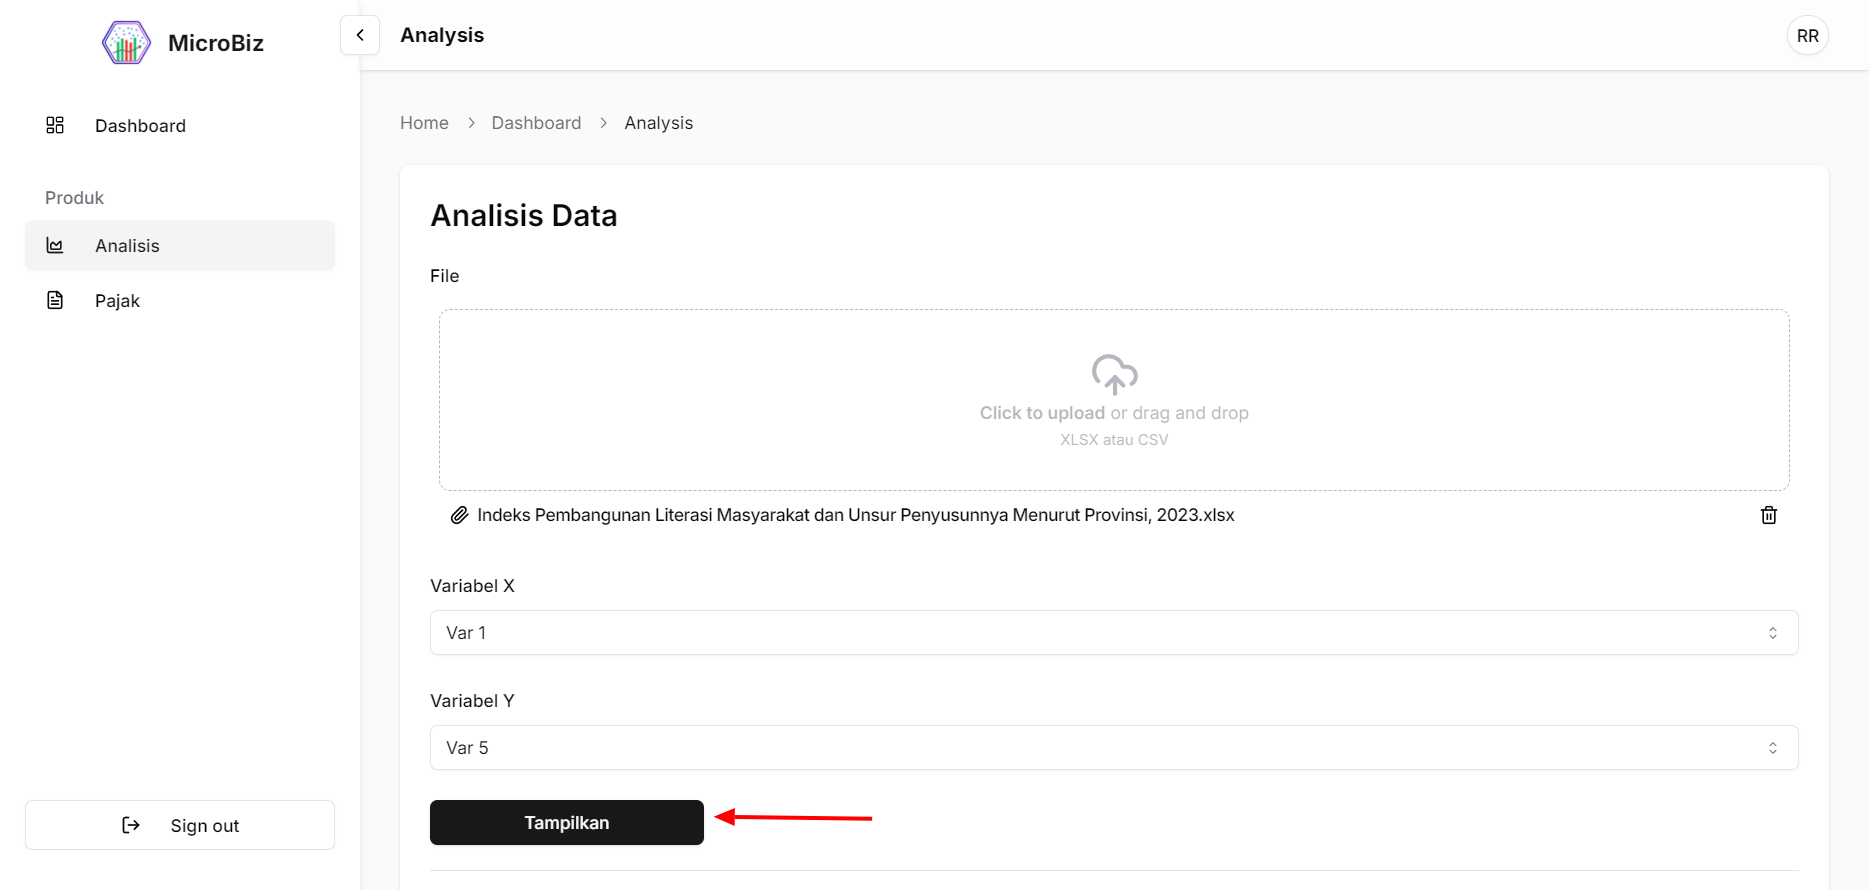 MicroBiz
Analysis
RR
Dashboard
Produk
Analisis
Pajak
Sign out
Home > Dashboard > Analysis
Analisis Data
File
Click to upload or drag and drop
XLSX atau CSV
Indeks Pembangunan Literasi Masyarakat dan Unsur Penyusunnya Menurut Provinsi, 2023.xlsx
Variabel X
Var 1
Variabel Y
Var 5
Tampilkan